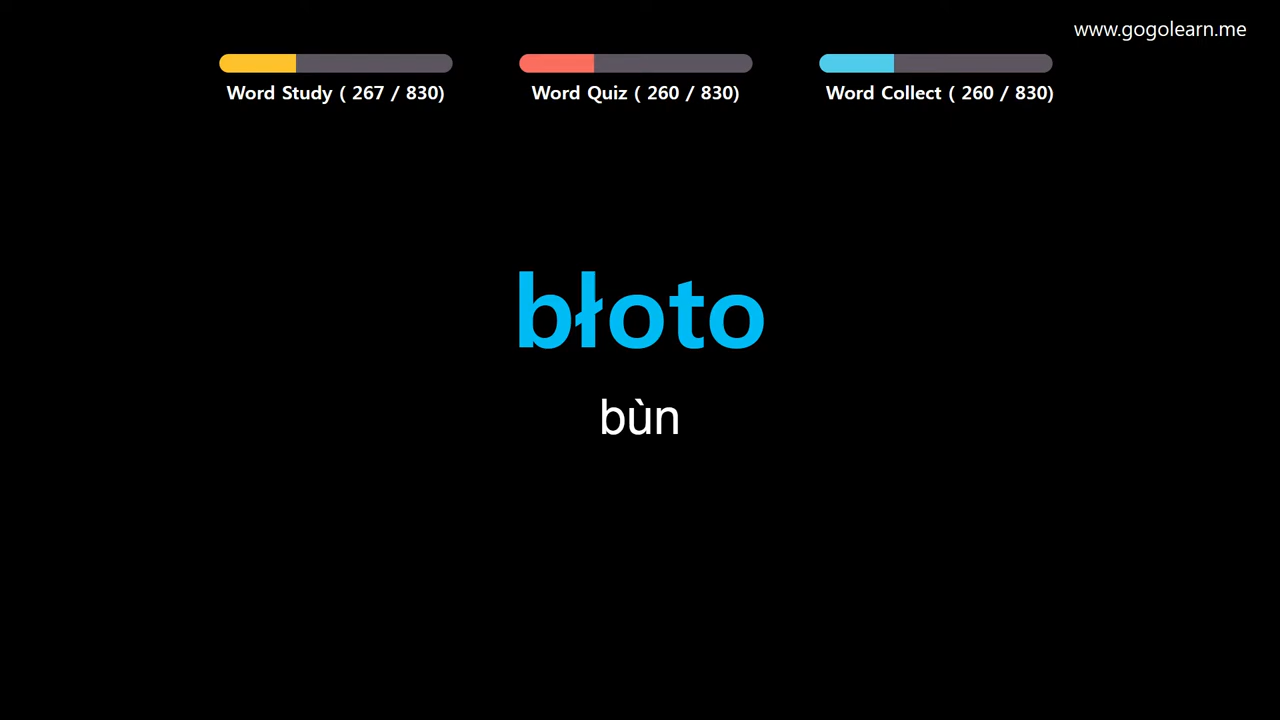 www.gogolearn.me
Word Study ( 267 / 830)
Word Quiz ( 260 / 830)
Word Collect ( 260 / 830)
błoto
bùn